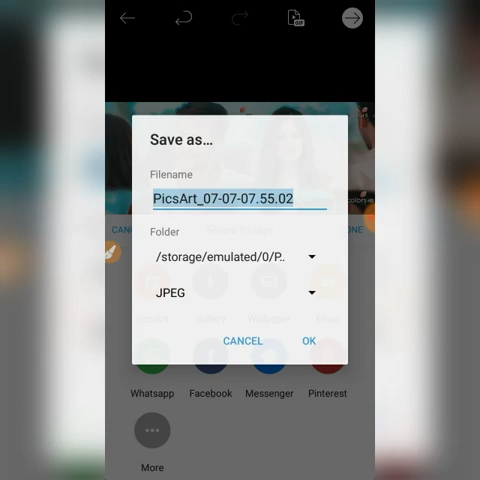 GIF
Save as...
Filename
PicsArt_07-07-07.55.02
Folder
/storage/emulated/0/P..
JPEG
CANCEL
OK
Whatsapp
Facebook
Messenger
Pinterest
More